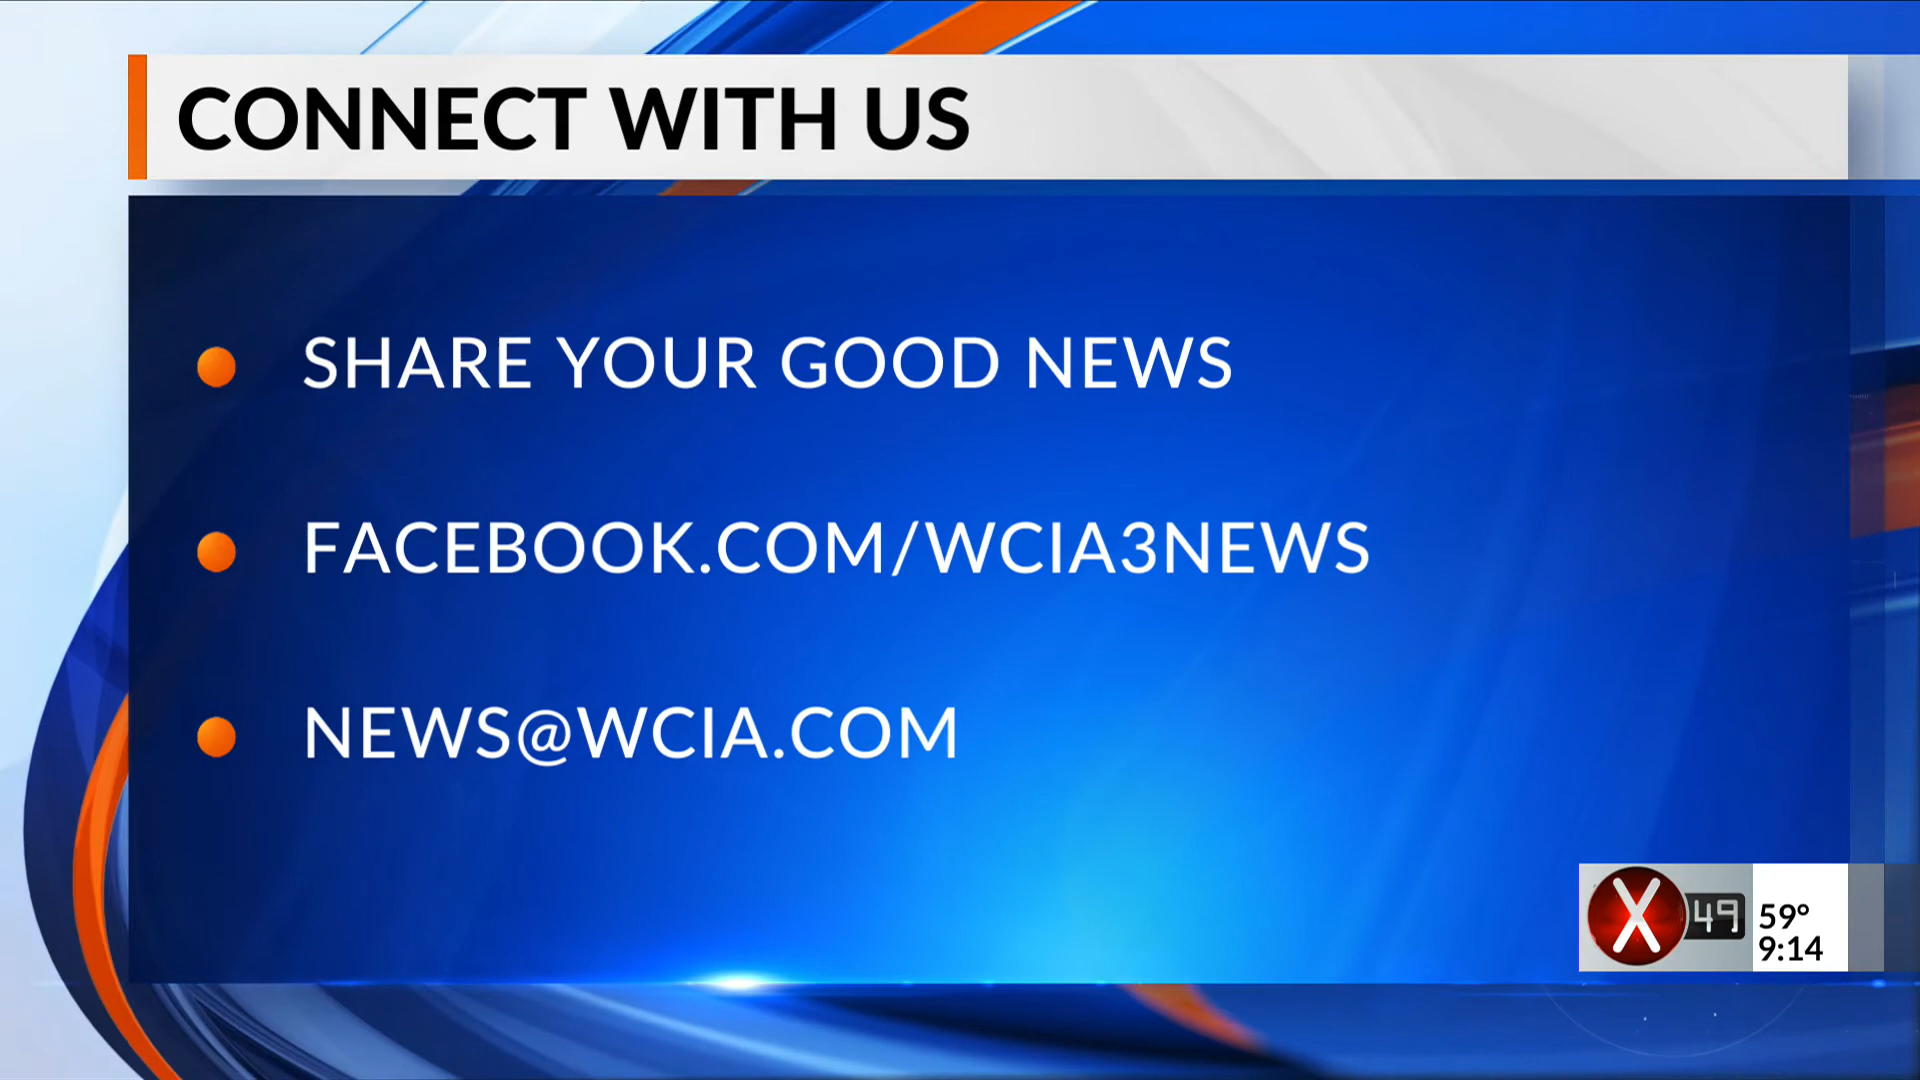 CONNECT WITH US
SHARE YOUR GOOD NEWS
FACEBOOK.COM/WCIA3NEWS
NEWS@WCIA.COM
X 49
59°
9:14